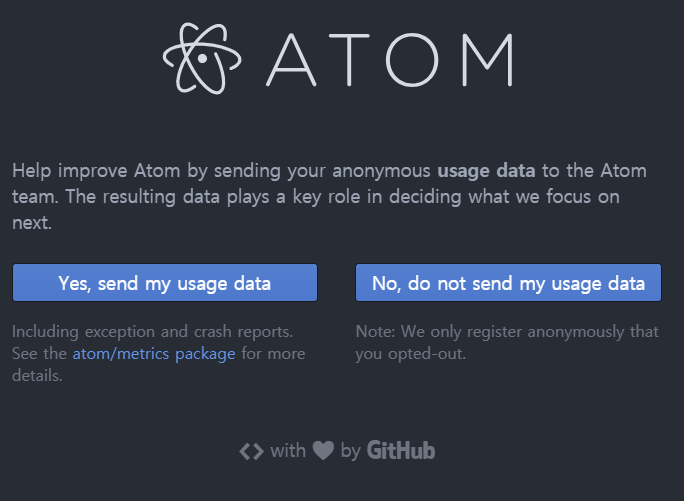 ATOM
Help improve Atom by sending your anonymous usage data to the Atom
team. The resulting data plays a key role in deciding what we focus on
next.
Yes, send my usage data
Including exception and crash reports.
See the atom/metrics package for more
details.
No, do not send my usage data
Note: We only register anonymously that
you opted-out.
with by GitHub